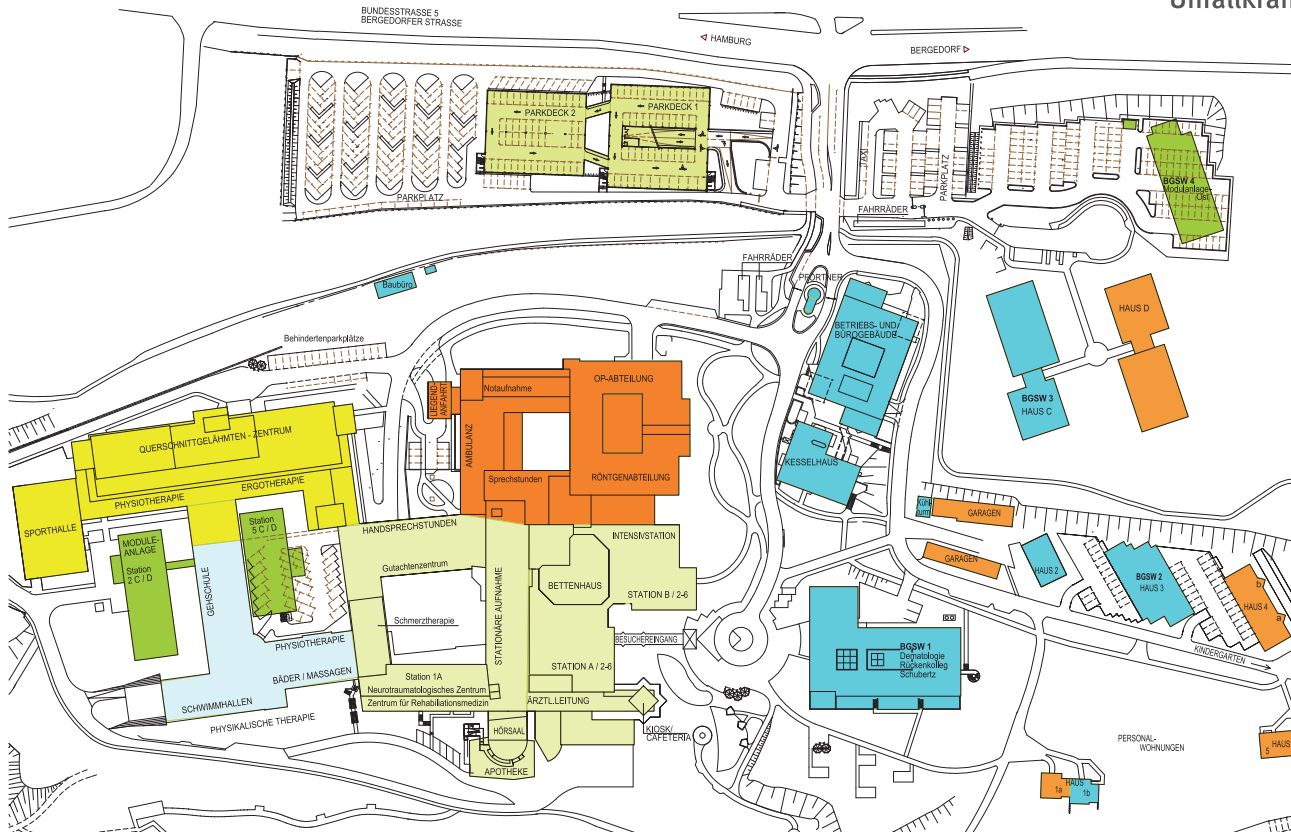 Unfallkran
BUNDESSTRASSE 5
BERGEDORFER STRASSE
HAMBURG
BERGEDORF
PARKDECK 2
PARKDECK 1
TAXI
PARKPLATZ
BGSW 4
Modulanlage-
Ost
PARKPLATZ
FAHRRÄDER
FAHRRÄDER
PFÖRTNER
Baubüro
BETRIEBS- UND
BÜROGEBÄUDE
HAUS D
Behindertenparkplätze
OP-ABTEILUNG
Notaufnahme
LIEGEND-
ANFAHRT
BGSW 3
HAUS C
QUERSCHNITTGELÄHMTEN - ZENTRUM
AMBULANZ
KESSELHAUS
Sprechstunden
RÖNTGENABTEILUNG
ERGOTHERAPIE
PHYSIOTHERAPIE
Kühl-
turm
GARAGEN
SPORTHALLE
Station
5 C / D
HANDSPRECHSTUNDEN
INTENSIVSTATION
MODULE-
ANLAGE
Station
2 C / D
GARAGEN
HAUS 2
BGSW 2
HAUS 3
Gutachtenzentrum
BETTENHAUS
GEHSCHULE
STATIONÄRE AUFNAHME
STATION B / 2-6
b
HAUS 4
a
Schmerztherapie
PHYSIOTHERAPIE
BESUCHEREINGANG
BGSW 1
Dematologie
Rückenkolleg
Schubertz
KINDERGARTEN
STATION A / 2-6
BÄDER / MASSAGEN
Station 1A
Neurotraumatologisches Zentrum
Zentrum für Rehabiliationsmedizin
ÄRZTL.LEITUNG
SCHWIMMHALLEN
PHYSIKALISCHE THERAPIE
HÖRSAAL
KIOSK/
CAFETERIA
PERSONAL-
WOHNUNGEN
HAUS
5
APOTHEKE
HAUS
1a
1b